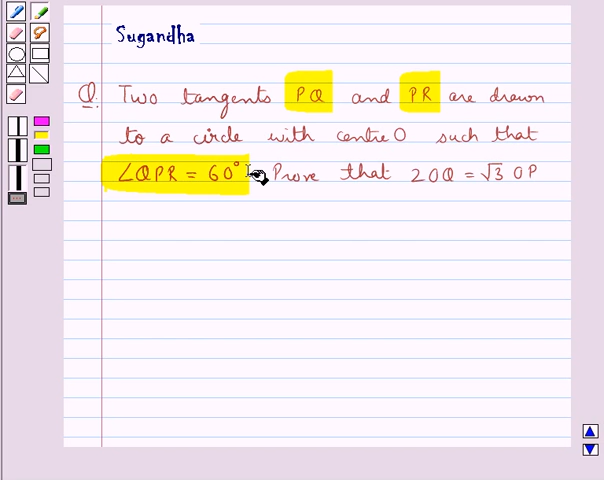 Sugandha
Q. Two tangents PQ and PR are drawn
to a circle with centre O such that
∠QPR = 60° Prove that 2OQ = √3 OP